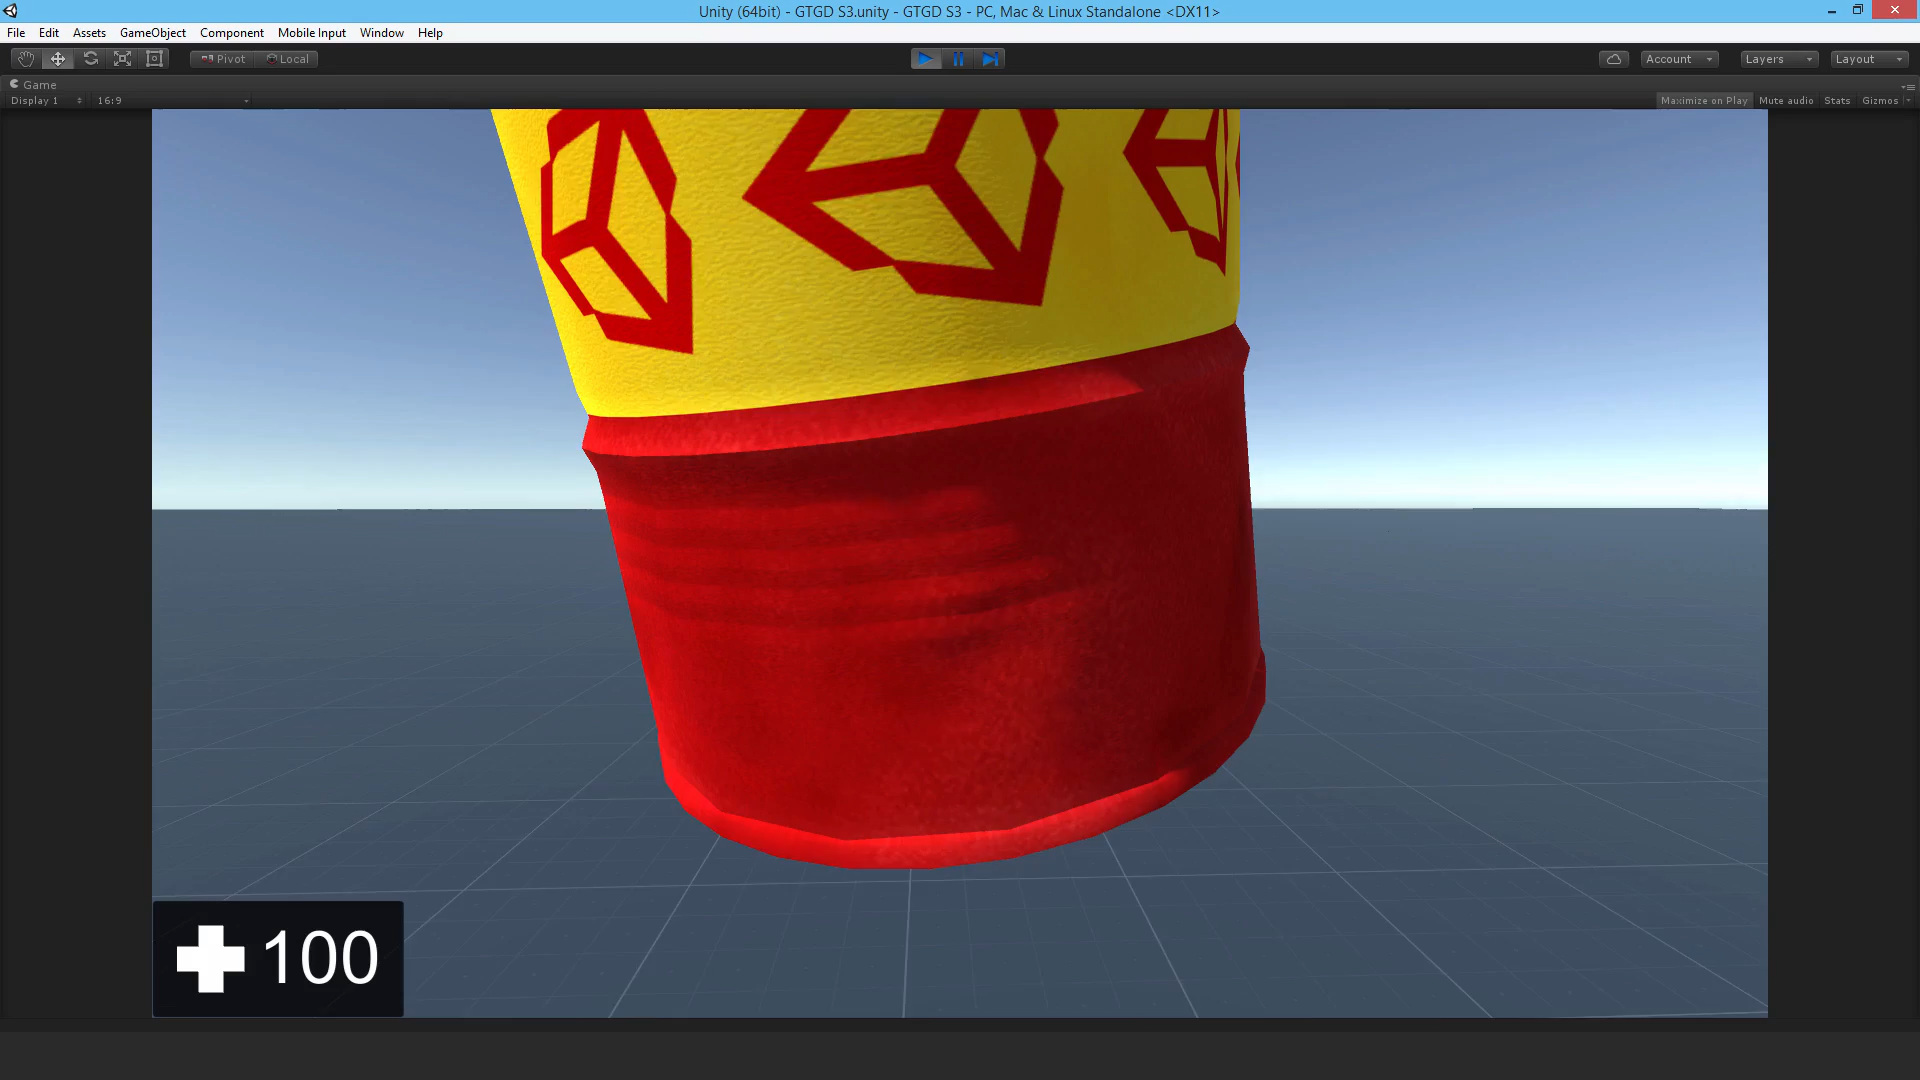 Unity (64bit) - GTGD S3.unity - GTGD S3 - PC, Mac & Linux Standalone <DX11>
File Edit Assets GameObject Component Mobile Input Window Help
Pivot Local Account Layers Layout
Game
Display 1 16:9 Maximize on Play Mute audio Stats Gizmos
100